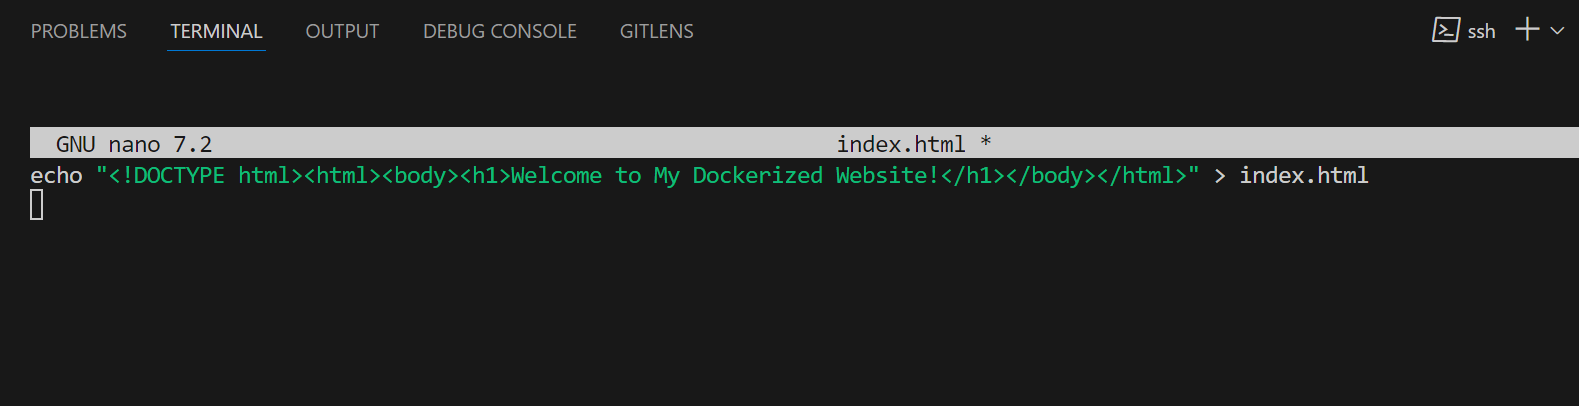 PROBLEMS TERMINAL OUTPUT DEBUG CONSOLE GITLENS ssh
GNU nano 7.2 index.html *
echo "<!DOCTYPE html><html><body><h1>Welcome to My Dockerized Website!</h1></body></html>" > index.html